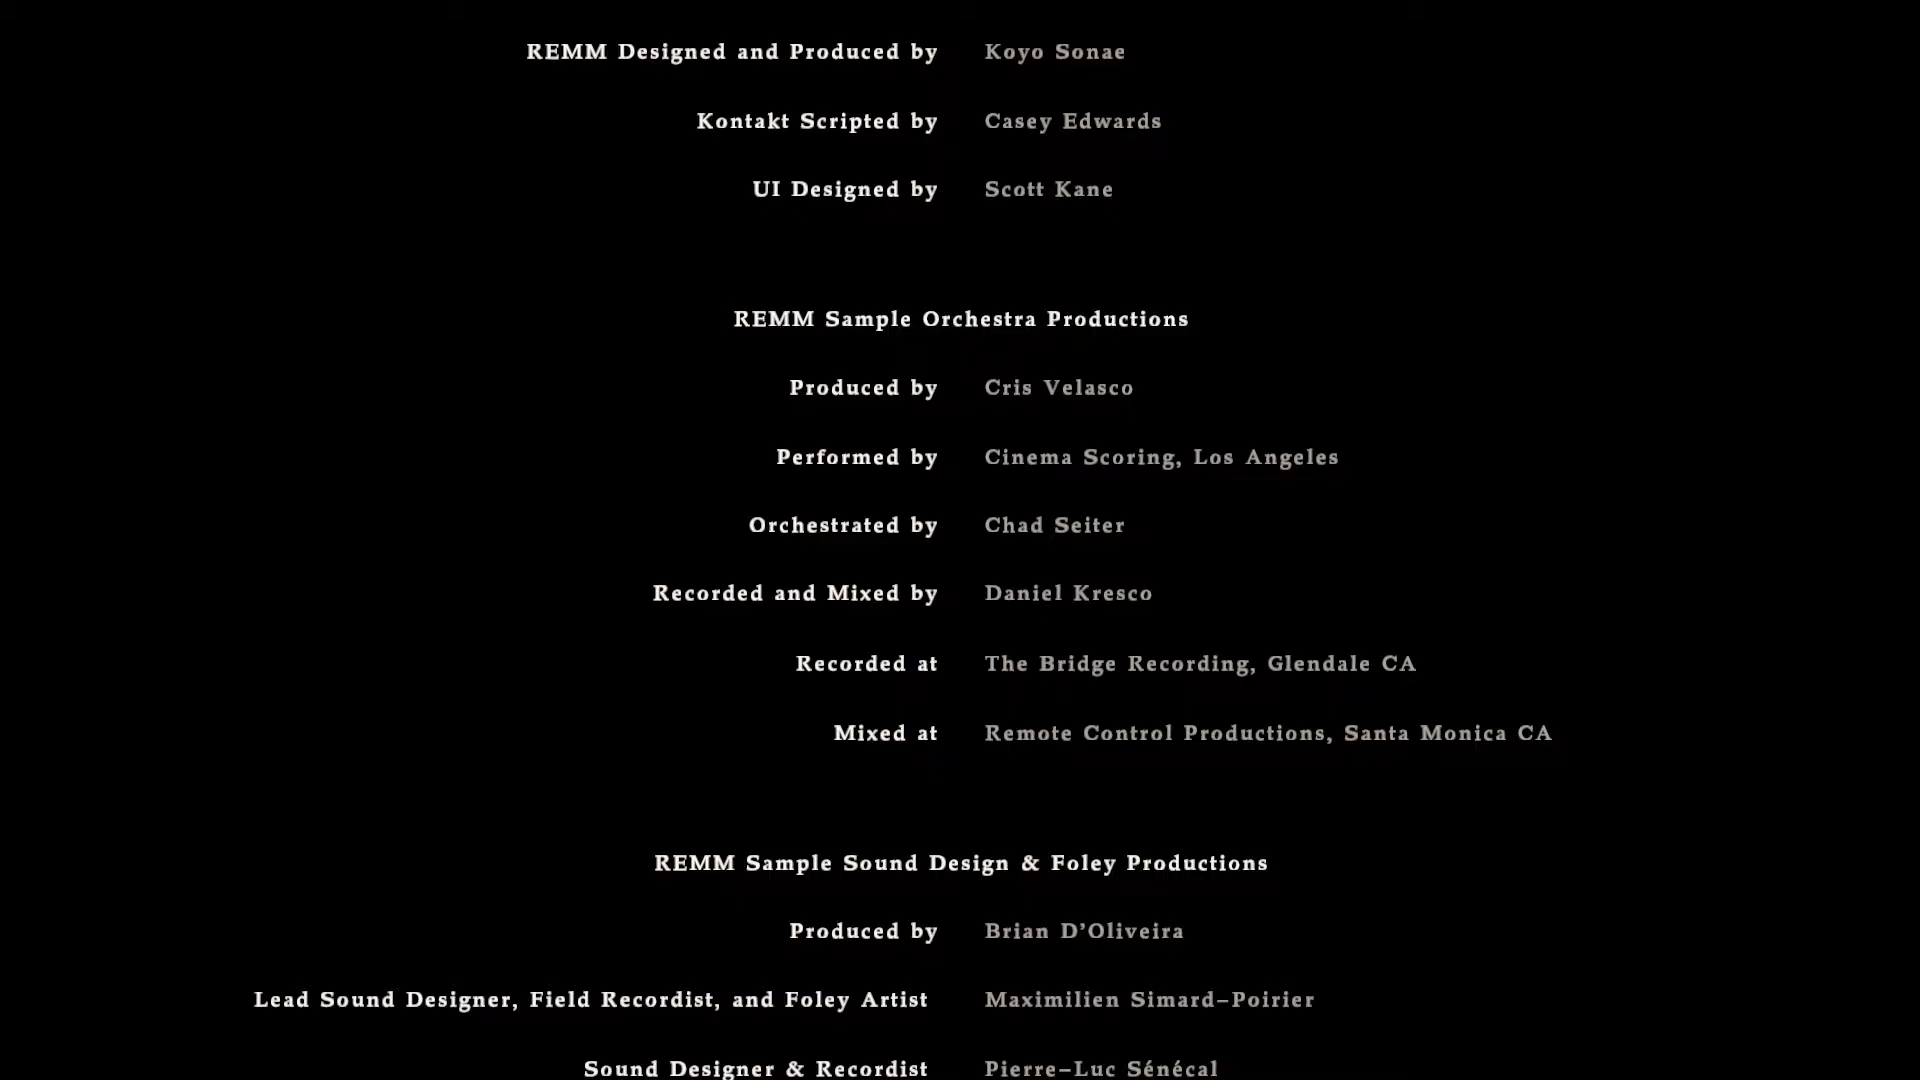 REMM Designed and Produced by Koyo Sonae
Kontakt Scripted by Casey Edwards
UI Designed by Scott Kane
REMM Sample Orchestra Productions
Produced by Cris Velasco
Performed by Cinema Scoring, Los Angeles
Orchestrated by Chad Seiter
Recorded and Mixed by Daniel Kresco
Recorded at The Bridge Recording, Glendale CA
Mixed at Remote Control Productions, Santa Monica CA
REMM Sample Sound Design & Foley Productions
Produced by Brian D’Oliveira
Lead Sound Designer, Field Recordist, and Foley Artist Maximilien Simard–Poirier
Sound Designer & Recordist Pierre–Luc Sénécal